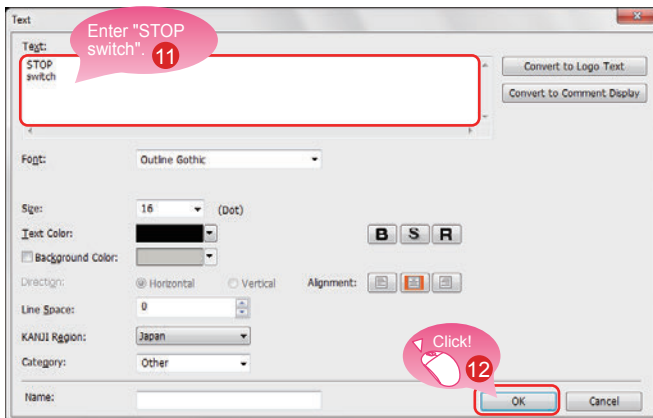 Text
Enter "STOP
switch".
11
Text:
STOP
switch
Convert to Logo Text
Convert to Comment Display
Font:
Outline Gothic
Size:
16
(Dot)
Text Color:
B S R
Background Color:
Direction:
Horizontal
Vertical
Alignment:
Line Space:
0
KANJI Region:
Japan
Category:
Other
Click!
12
Name:
OK
Cancel